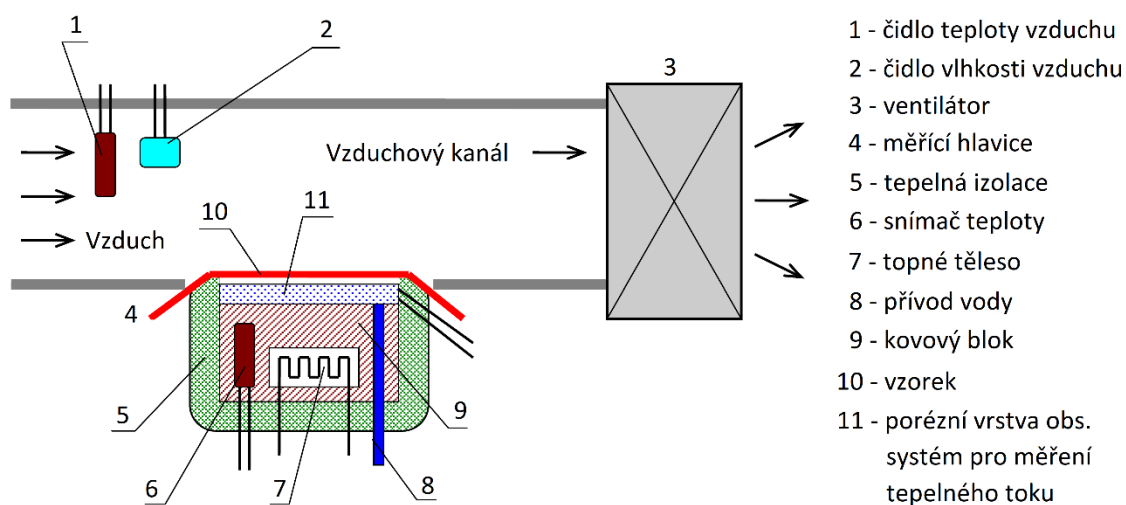 1
2
3
Vzduchový kanál
10
11
Vzduch
4
5
9
6
7
8
1 - čidlo teploty vzduchu
2 - čidlo vlhkosti vzduchu
3 - ventilátor
4 - měřící hlavice
5 - tepelná izolace
6 - snímač teploty
7 - topné těleso
8 - přívod vody
9 - kovový blok
10 - vzorek
11 - porézní vrstva obs.
systém pro měření
tepelného toku